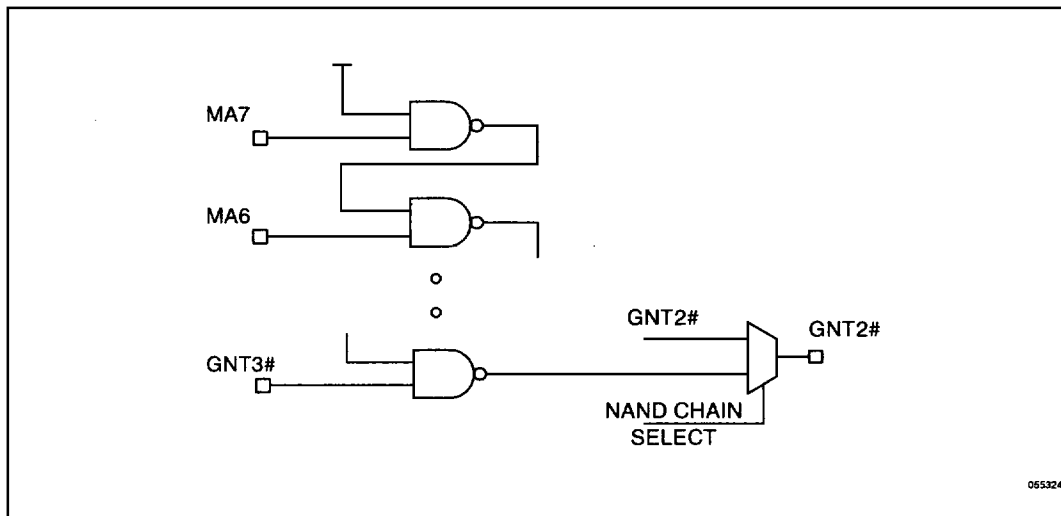 MA7
MA6
GNT3#
GNT2#
GNT2#
NAND CHAIN
SELECT
055324